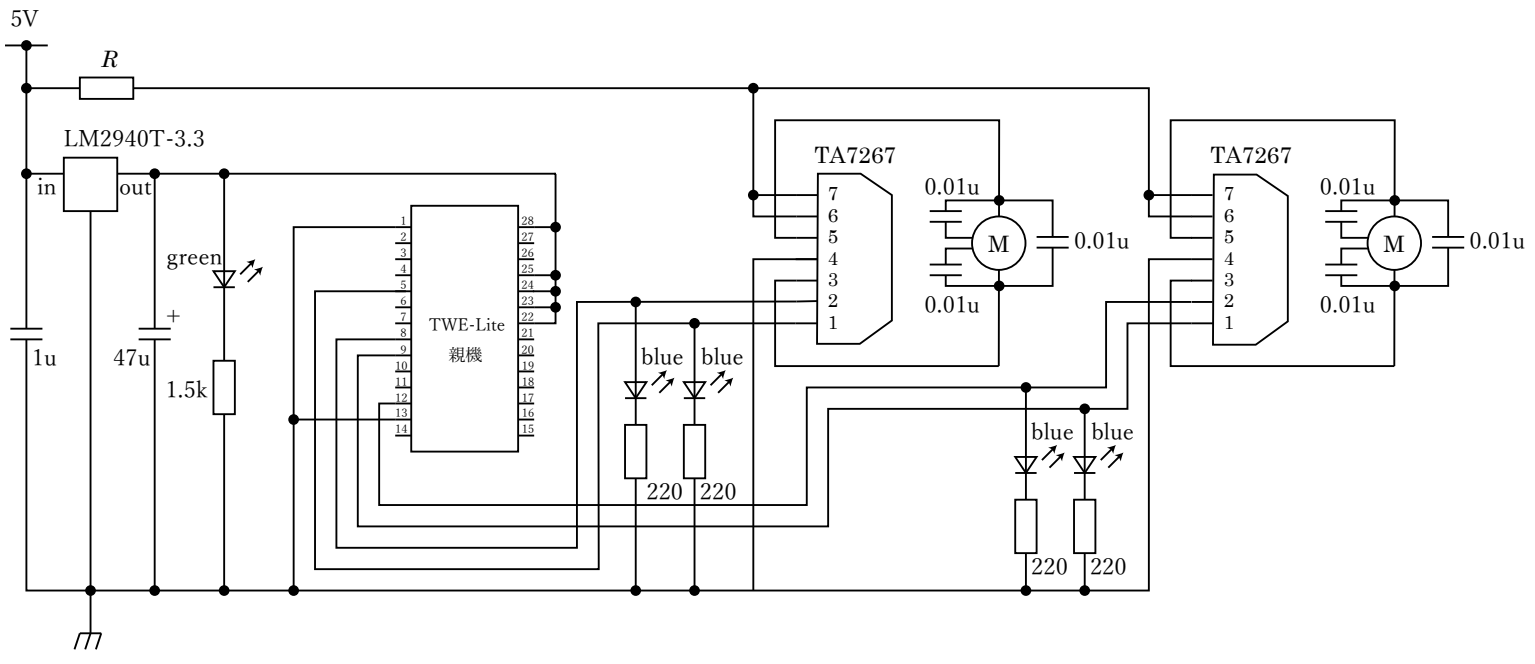 5V
R
LM2940T-3.3
in
out
green
+
1u
47u
1.5k
TWE-Lite
親機
1
2
3
4
5
6
7
8
9
10
11
12
13
14
28
27
26
25
24
23
22
21
20
19
18
17
16
15
blue
blue
220
220
TA7267
7
6
5
4
3
2
1
0.01u
M
0.01u
0.01u
blue
blue
220
220
TA7267
7
6
5
4
3
2
1
0.01u
M
0.01u
0.01u